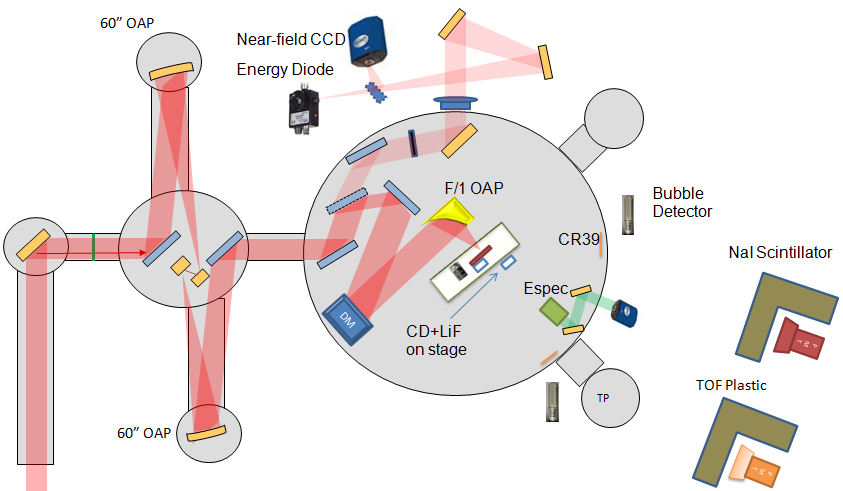 60” OAP
Near-field CCD
Energy Diode
F/1 OAP
Bubble
Detector
CR39
NaI Scintillator
Espec
DM
CD+LiF
on stage
P M T
TOF Plastic
TP
60” OAP
P M T